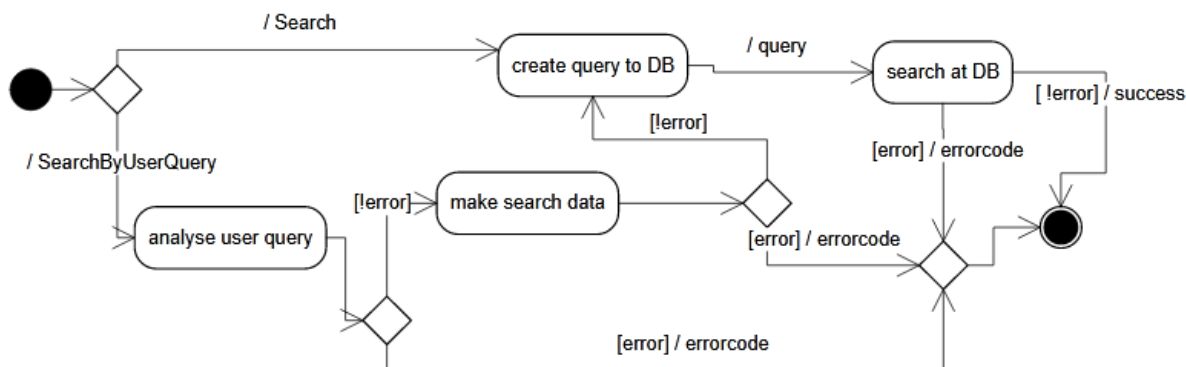 / Search
/ query
create query to DB
search at DB
[ !error] / success
[!error]
[error] / errorcode
/ SearchByUserQuery
[!error]
make search data
analyse user query
[error] / errorcode
[error] / errorcode